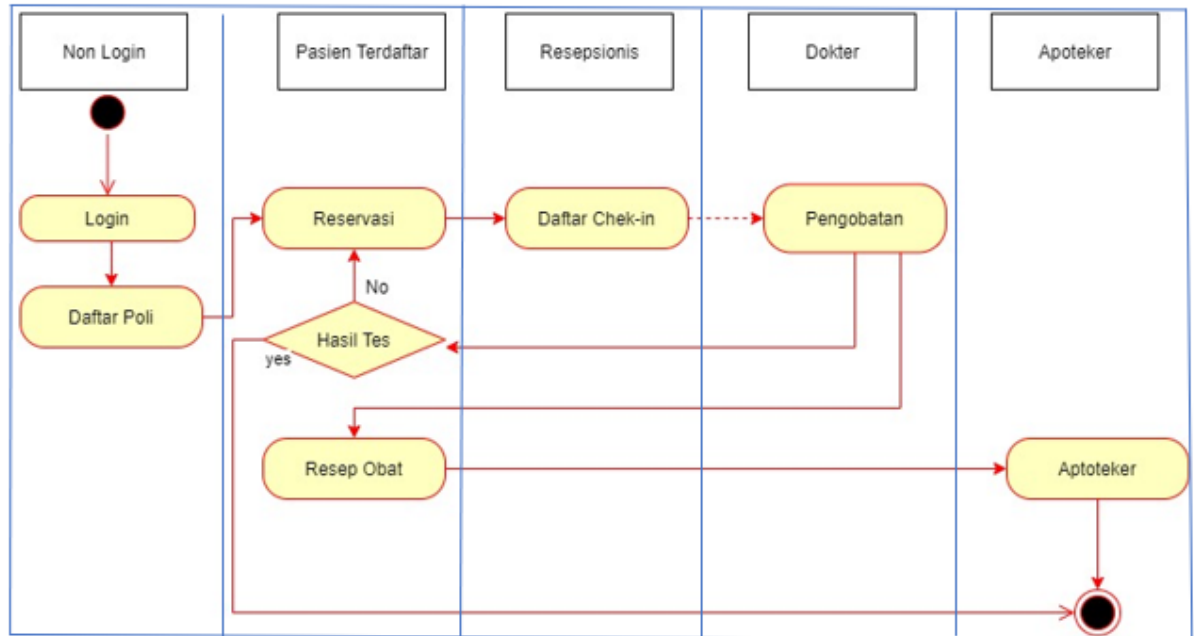 Non Login
Pasien Terdaftar
Resepsionis
Dokter
Apoteker
Login
Reservasi
Daftar Chek-in
Pengobatan
Daftar Poli
No
Hasil Tes
yes
Resep Obat
Aptoteker